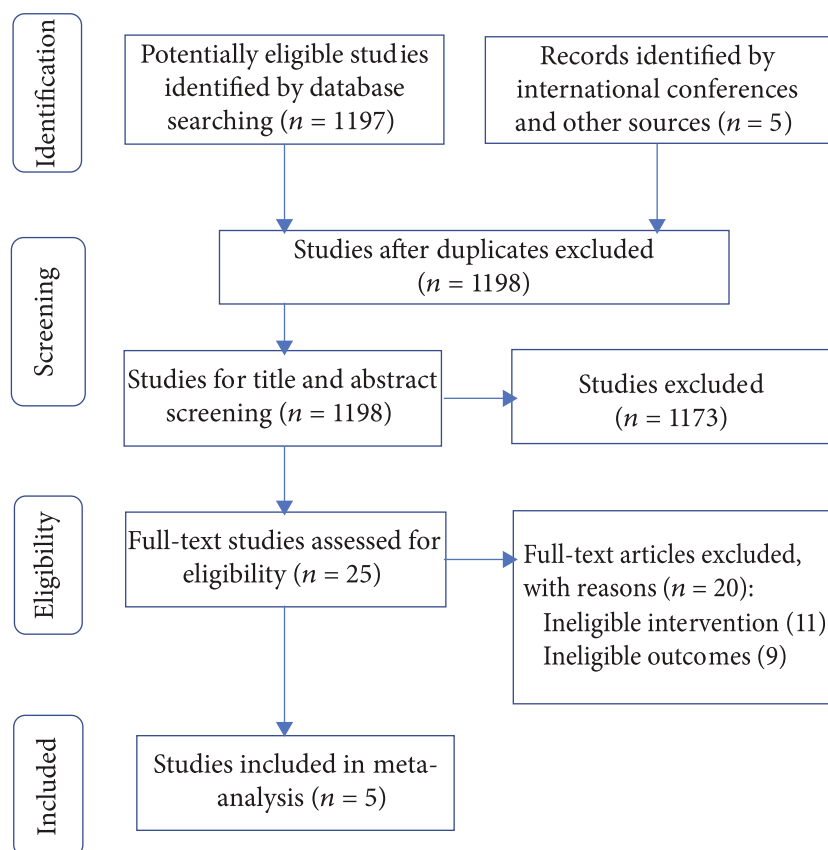 Identification
Potentially eligible studies
identified by database
searching (n = 1197)
Records identified by
international conferences
and other sources (n = 5)
Screening
Studies after duplicates excluded
(n = 1198)
Studies for title and abstract
screening (n = 1198)
Studies excluded
(n = 1173)
Eligibility
Full-text studies assessed for
eligibility (n = 25)
Full-text articles excluded,
with reasons (n = 20):
Ineligible intervention (11)
Ineligible outcomes (9)
Included
Studies included in meta-
analysis (n = 5)